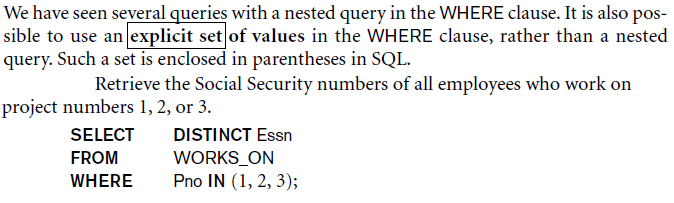 We have seen several queries with a nested query in the WHERE clause. It is also pos-
sible to use an explicit set of values in the WHERE clause, rather than a nested
query. Such a set is enclosed in parentheses in SQL.
Retrieve the Social Security numbers of all employees who work on
project numbers 1, 2, or 3.
SELECT DISTINCT Essn
FROM WORKS_ON
WHERE Pno IN (1, 2, 3);